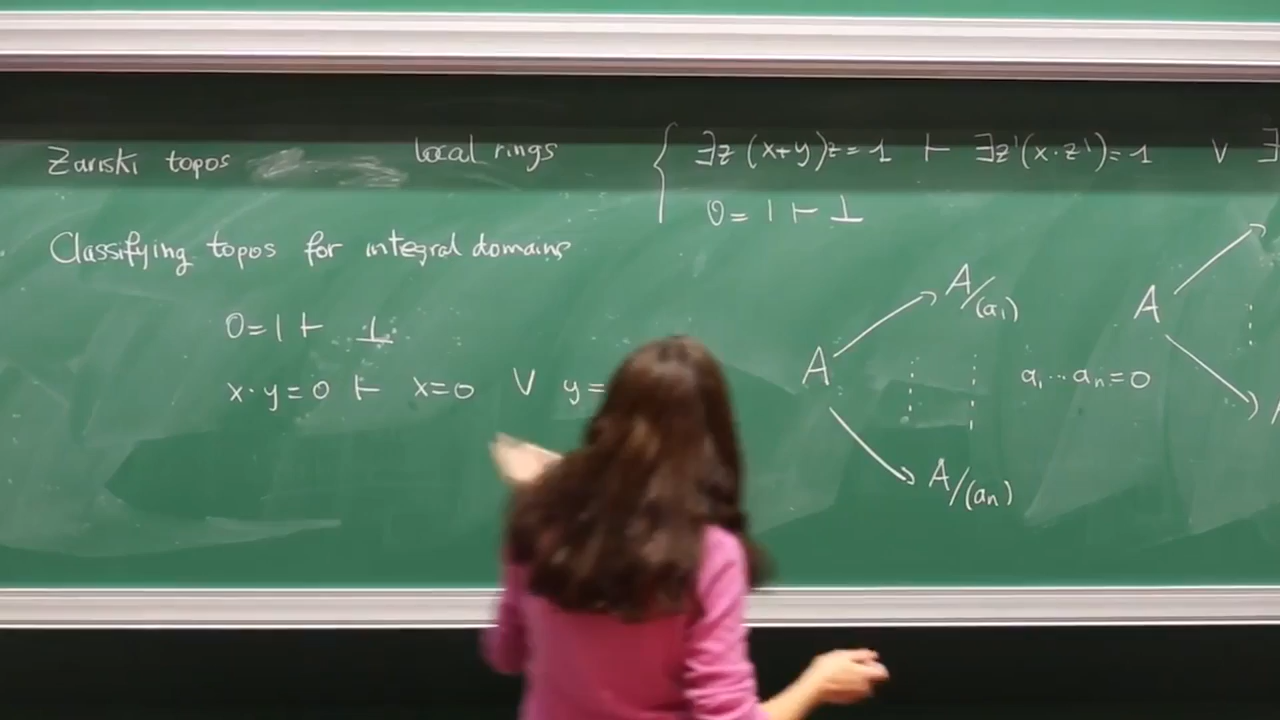 Zariski topos local rings { ∃z (x+y)z=1 ⊢ ∃z'(x·z')=1 ∨ ∃
0=1 ⊢ ⊥
Classifying topos for integral domains
0=1 ⊢ ⊥
x·y=0 ⊢ x=0 ∨ y=
A
A/(a₁)
a₁ ⋯ aₙ=0
A/(aₙ)
A